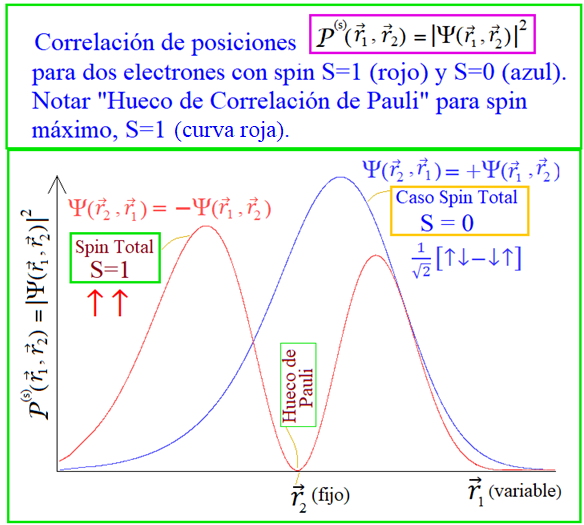 Correlación de posiciones 𝒫⁽ˢ⁾(r⃗₁, r⃗₂) = |Ψ(r⃗₁, r⃗₂)|²
para dos electrones con spin S=1 (rojo) y S=0 (azul).
Notar "Hueco de Correlación de Pauli" para spin
máximo, S=1 (curva roja).
Ψ(r⃗₂, r⃗₁) = +Ψ(r⃗₁, r⃗₂)
Caso Spin Total
S = 0
1/√2 [↑↓−↓↑]
Ψ(r⃗₂, r⃗₁) = −Ψ(r⃗₁, r⃗₂)
Spin Total
S=1
↑↑
𝒫⁽ˢ⁾(r⃗₁, r⃗₂) = |Ψ(r⃗₁, r⃗₂)|²
Hueco de
Pauli
r⃗₂ (fijo)
r⃗₁ (variable)